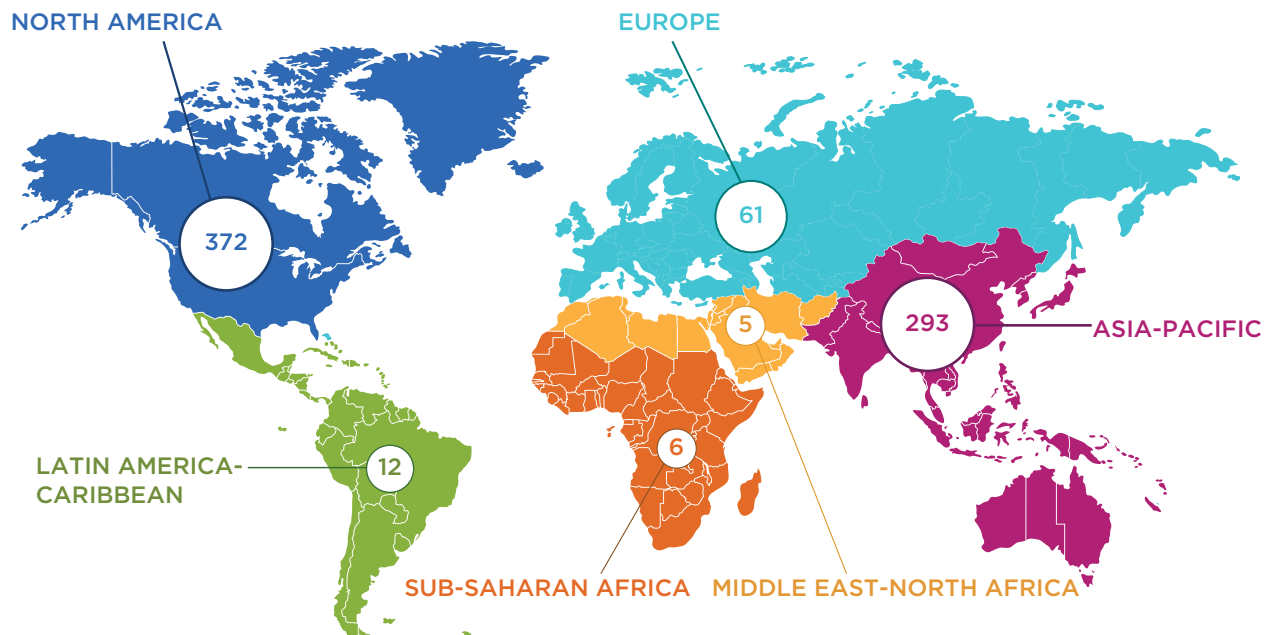 NORTH AMERICA
EUROPE
61
372
293
5
ASIA-PACIFIC
6
LATIN AMERICA-
CARIBBEAN
12
SUB-SAHARAN AFRICA
MIDDLE EAST-NORTH AFRICA